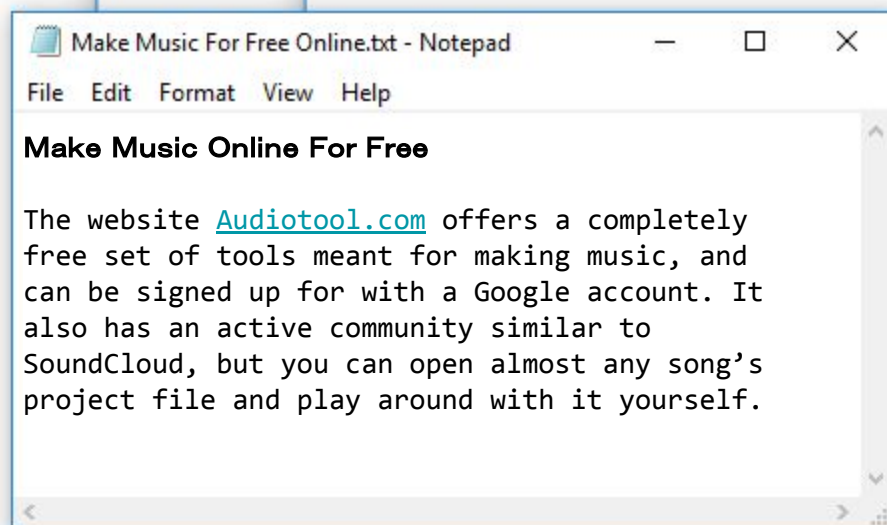 Make Music For Free Online.txt - Notepad
File Edit Format View Help
Make Music Online For Free
The website Audiotool.com offers a completely
free set of tools meant for making music, and
can be signed up for with a Google account. It
also has an active community similar to
SoundCloud, but you can open almost any song’s
project file and play around with it yourself.